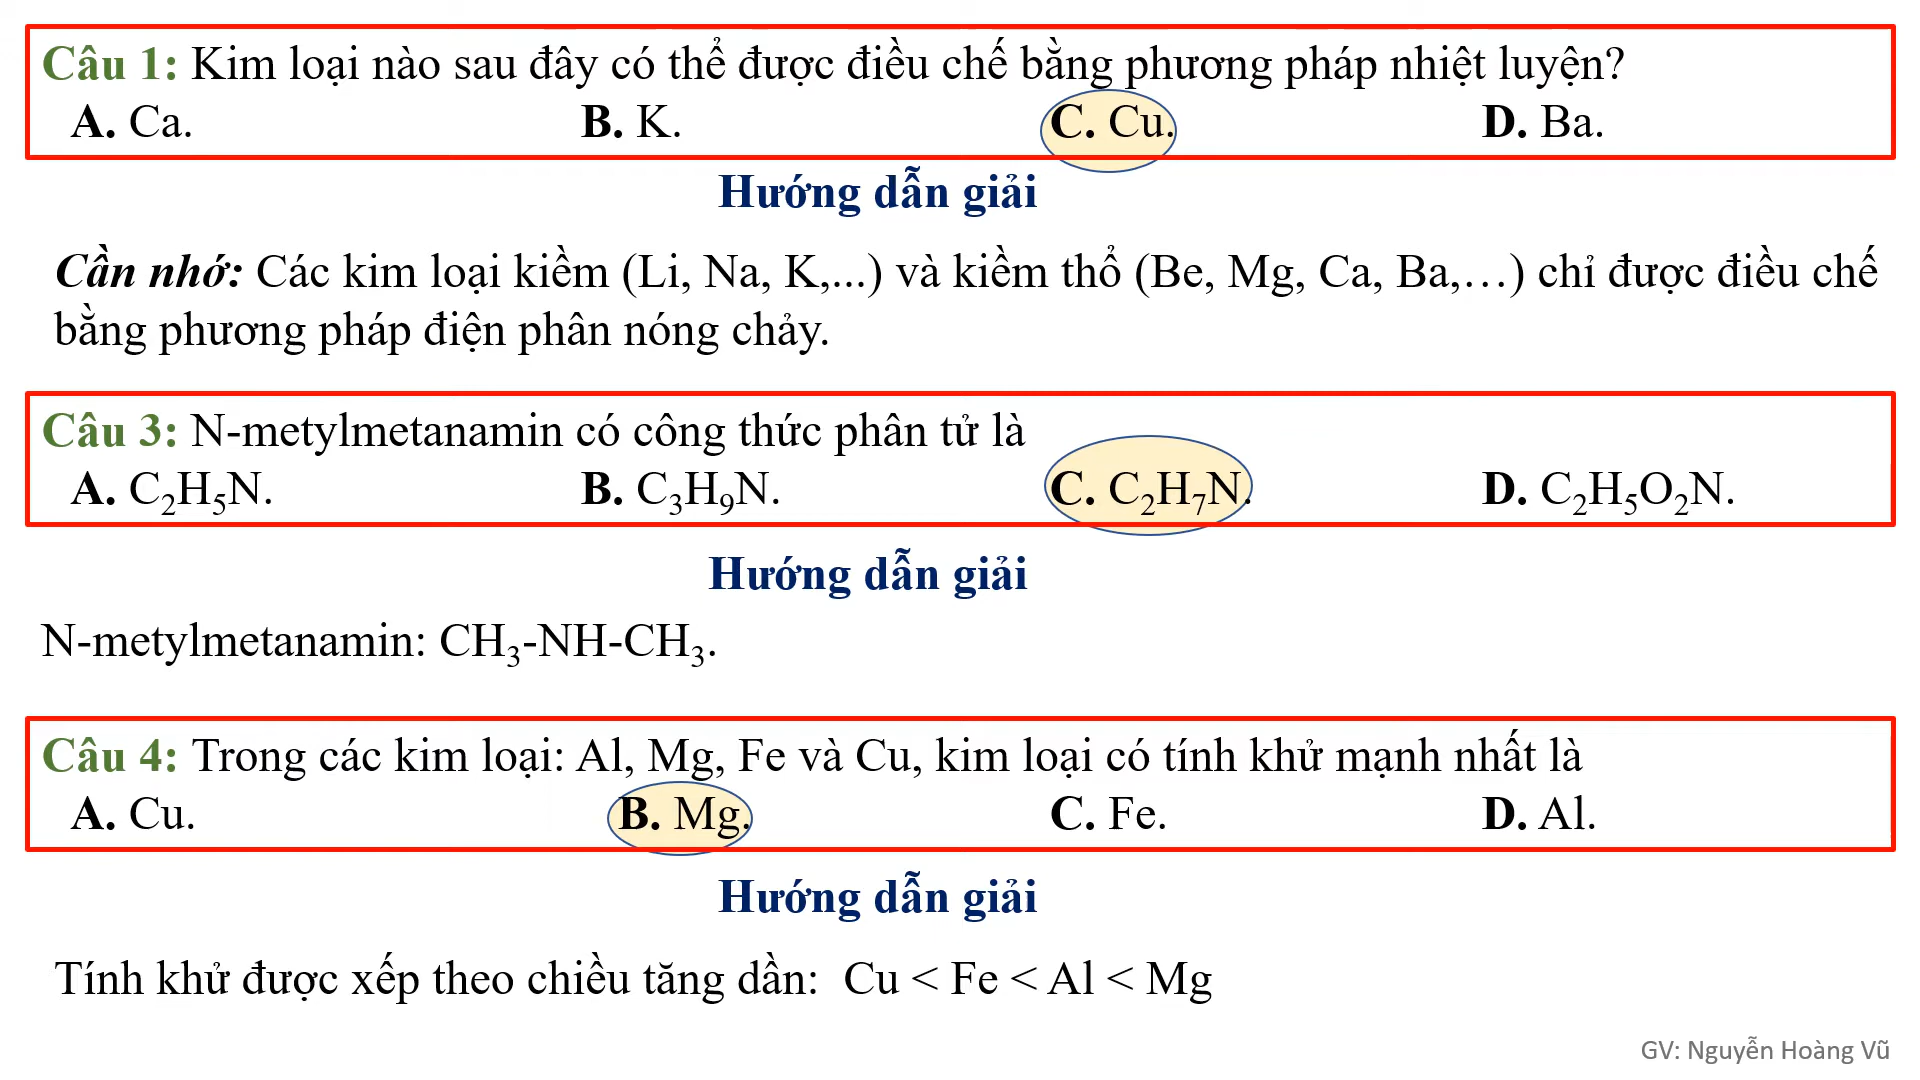 Câu 1: Kim loại nào sau đây có thể được điều chế bằng phương pháp nhiệt luyện?
A. Ca. B. K. C. Cu. D. Ba.
Hướng dẫn giải
Cần nhớ: Các kim loại kiềm (Li, Na, K,...) và kiềm thổ (Be, Mg, Ca, Ba,…) chỉ được điều chế
bằng phương pháp điện phân nóng chảy.
Câu 3: N-metylmetanamin có công thức phân tử là
A. C₂H₅N. B. C₃H₉N. C. C₂H₇N. D. C₂H₅O₂N.
Hướng dẫn giải
N-metylmetanamin: CH₃-NH-CH₃.
Câu 4: Trong các kim loại: Al, Mg, Fe và Cu, kim loại có tính khử mạnh nhất là
A. Cu. B. Mg. C. Fe. D. Al.
Hướng dẫn giải
Tính khử được xếp theo chiều tăng dần: Cu < Fe < Al < Mg
GV: Nguyễn Hoàng Vũ